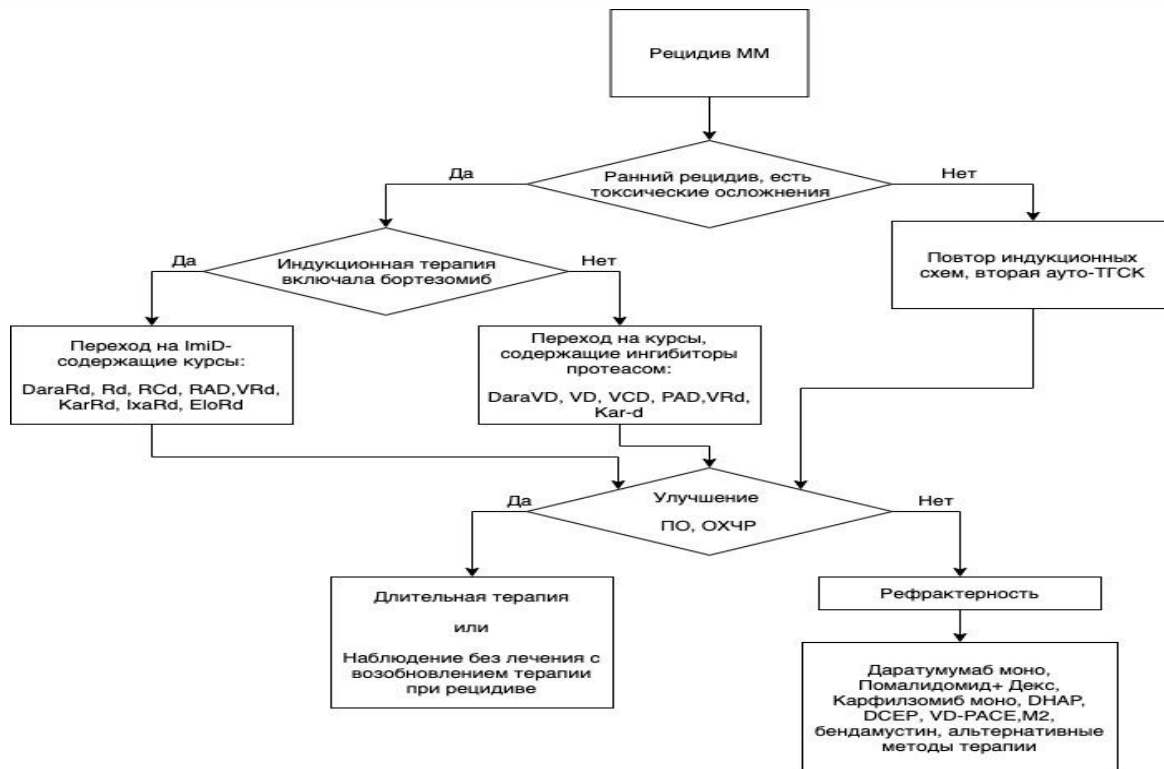 Рецидив ММ
Да
Ранний рецидив, есть
токсические осложнения
Нет
Да
Индукционная терапия
включала бортезомиб
Нет
Повтор индукционных
схем, вторая ауто-ТГСК
Переход на ImiD-
содержащие курсы:
DaraRd, Rd, RCd, RAD,VRd,
KarRd, IxaRd, EloRd
Переход на курсы,
содержащие ингибиторы
протеасом:
DaraVD, VD, VCD, PAD,VRd,
Kar-d
Да
Улучшение
ПО, ОХЧР
Нет
Длительная терапия
или
Наблюдение без лечения с
возобновлением терапии
при рецидиве
Рефрактерность
Даратумумаб моно,
Помалидомид+ Декс,
Карфилзомиб моно, DHAP,
DCEP, VD-PACE,M2,
бендамустин, альтернативные
методы терапии